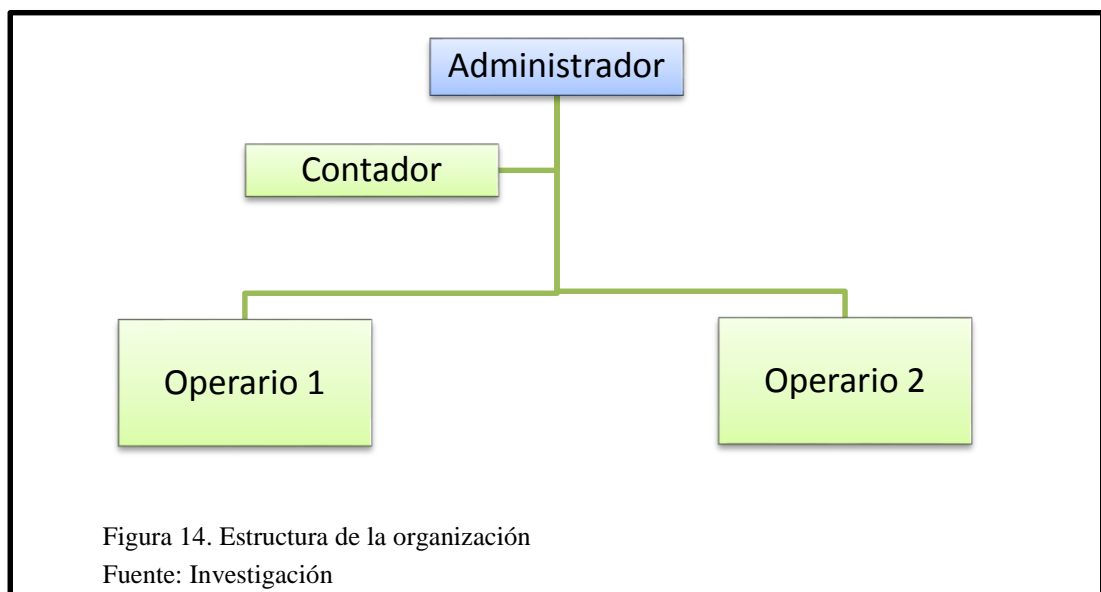 Administrador
Contador
Operario 1
Operario 2
Figura 14. Estructura de la organización
Fuente: Investigación